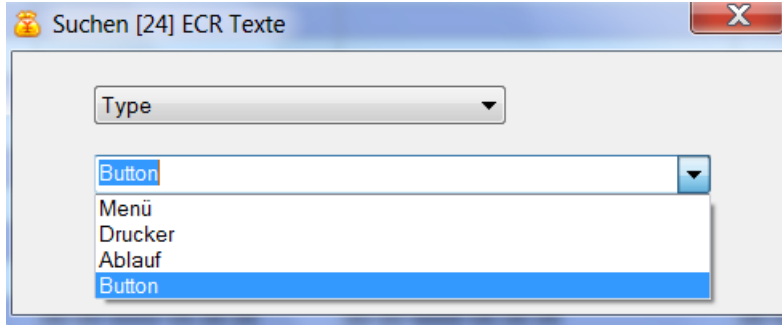 Suchen [24] ECR Texte
X
Type
Button
Menü
Drucker
Ablauf
Button